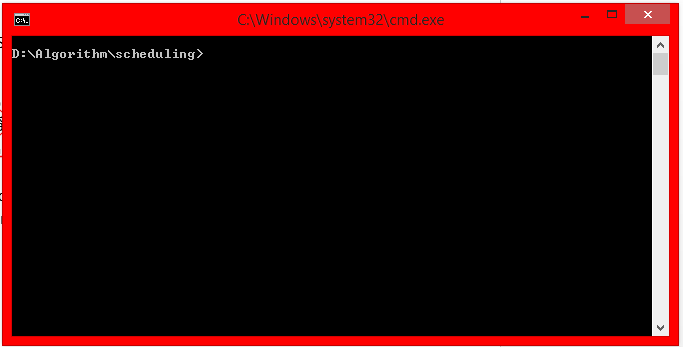 C:\Windows\system32\cmd.exe
D:\Algorithm\scheduling>